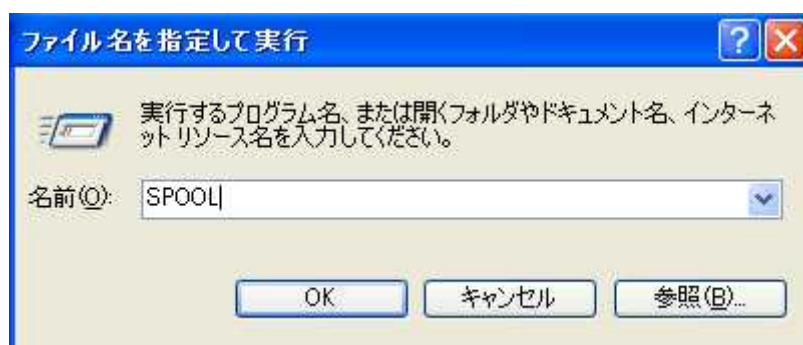 ファイル名を指定して実行
実行するプログラム名、または開くフォルダやドキュメント名、インターネ
ット リソース名を入力してください。
名前(O): SPOOL
OK キャンセル 参照(B)...